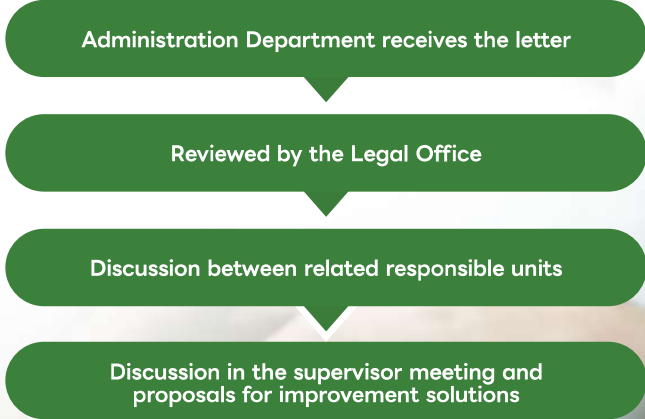 Administration Department receives the letter
Reviewed by the Legal Office
Discussion between related responsible units
Discussion in the supervisor meeting and
proposals for improvement solutions